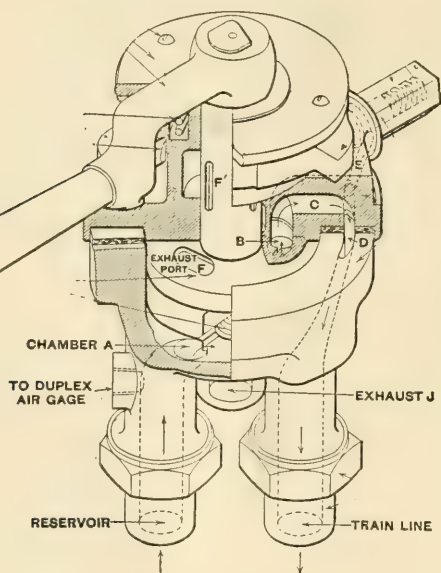 F'
E
C
B
D
EXHAUST
PORT F
CHAMBER A
TO DUPLEX
AIR GAGE
EXHAUST J
RESERVOIR
TRAIN LINE